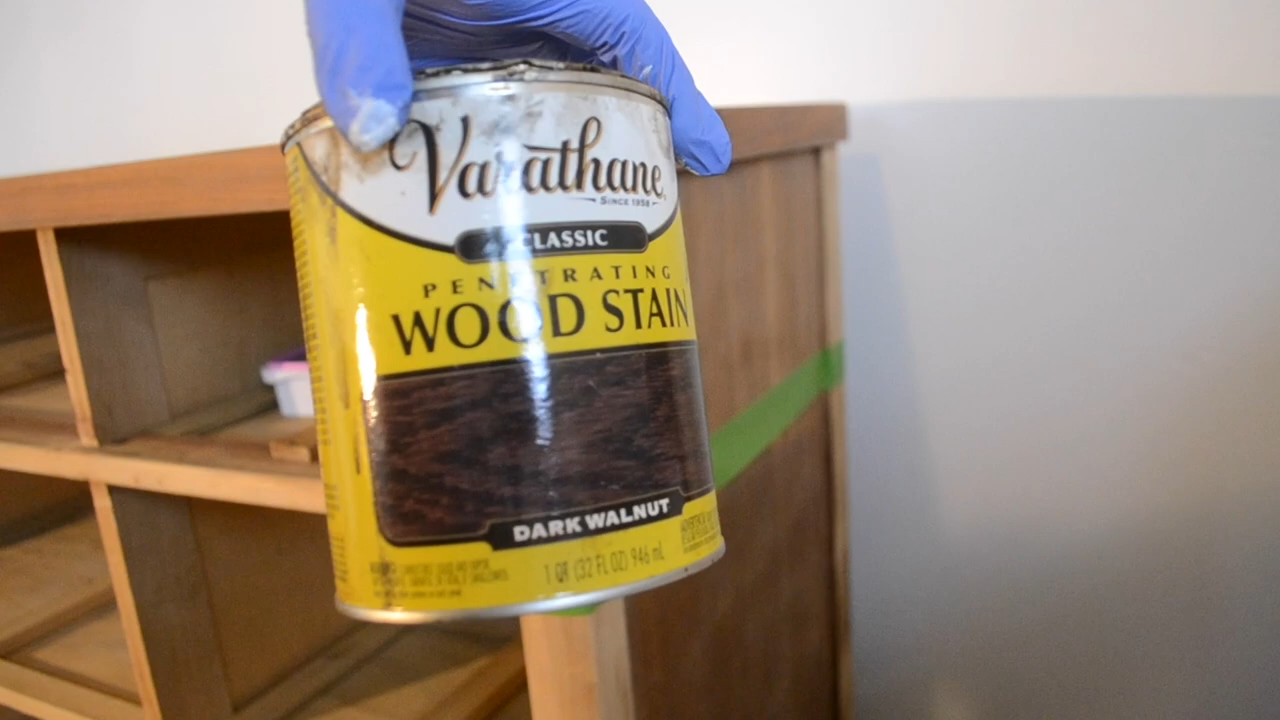 Varathane
SINCE 1958
CLASSIC
PENETRATING
WOOD STAIN
DARK WALNUT
1 QT (32 FL OZ) 946 mL